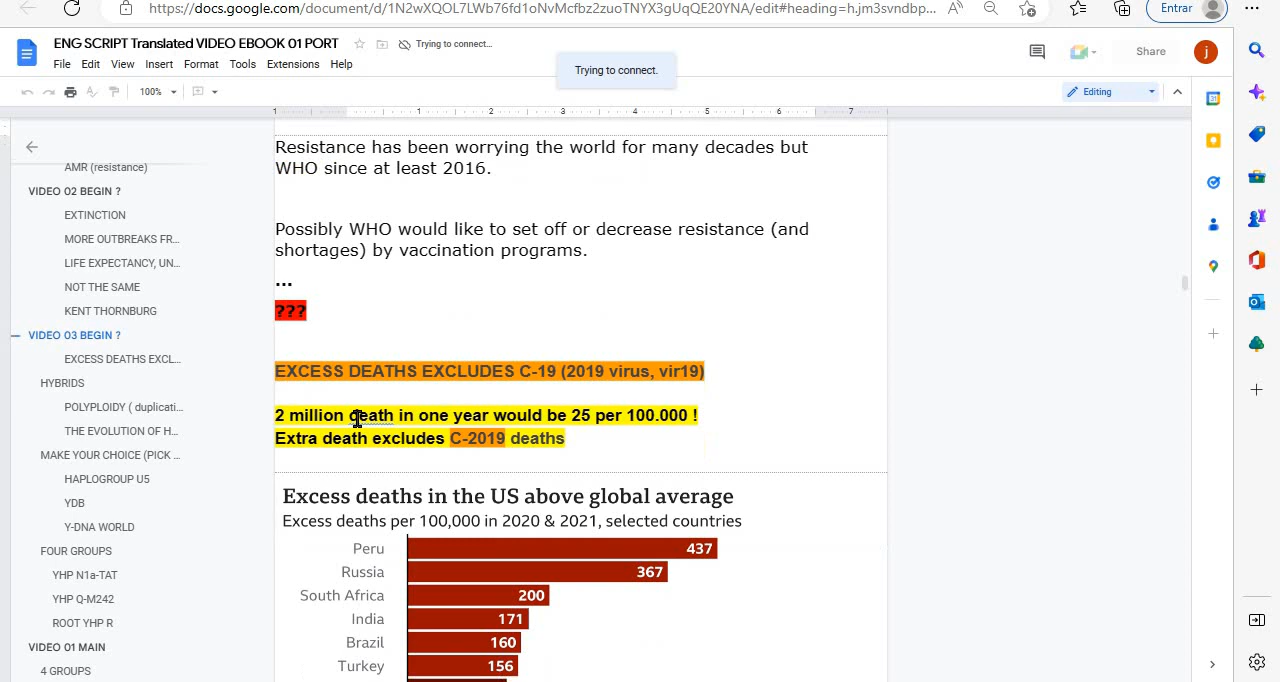 https://docs.google.com/document/d/1N2wXQOL7LWb76fd1oNvMcfbz2zuoTNYX3gUqQE20YNA/edit#heading=h.jm3svndbp...
Entrar
ENG SCRIPT Translated VIDEO EBOOK 01 PORT
Trying to connect...
File Edit View Insert Format Tools Extensions Help
Trying to connect.
Share
j
100%
Editing
1 1 2 3 4 5 6 7
Resistance has been worrying the world for many decades but
WHO since at least 2016.
Possibly WHO would like to set off or decrease resistance (and
shortages) by vaccination programs.
...
???
EXCESS DEATHS EXCLUDES C-19 (2019 virus, vir19)
2 million death in one year would be 25 per 100.000 !
Extra death excludes C-2019 deaths
Excess deaths in the US above global average
Excess deaths per 100,000 in 2020 & 2021, selected countries
Peru 437
Russia 367
South Africa 200
India 171
Brazil 160
Turkey 156
AMR (resistance)
VIDEO 02 BEGIN ?
EXTINCTION
MORE OUTBREAKS FR...
LIFE EXPECTANCY, UN...
NOT THE SAME
KENT THORNBURG
VIDEO 03 BEGIN ?
EXCESS DEATHS EXCL...
HYBRIDS
POLYPLOIDY ( duplicati...
THE EVOLUTION OF H...
MAKE YOUR CHOICE (PICK ...
HAPLOGROUP U5
YDB
Y-DNA WORLD
FOUR GROUPS
YHP N1a-TAT
YHP Q-M242
ROOT YHP R
VIDEO 01 MAIN
4 GROUPS